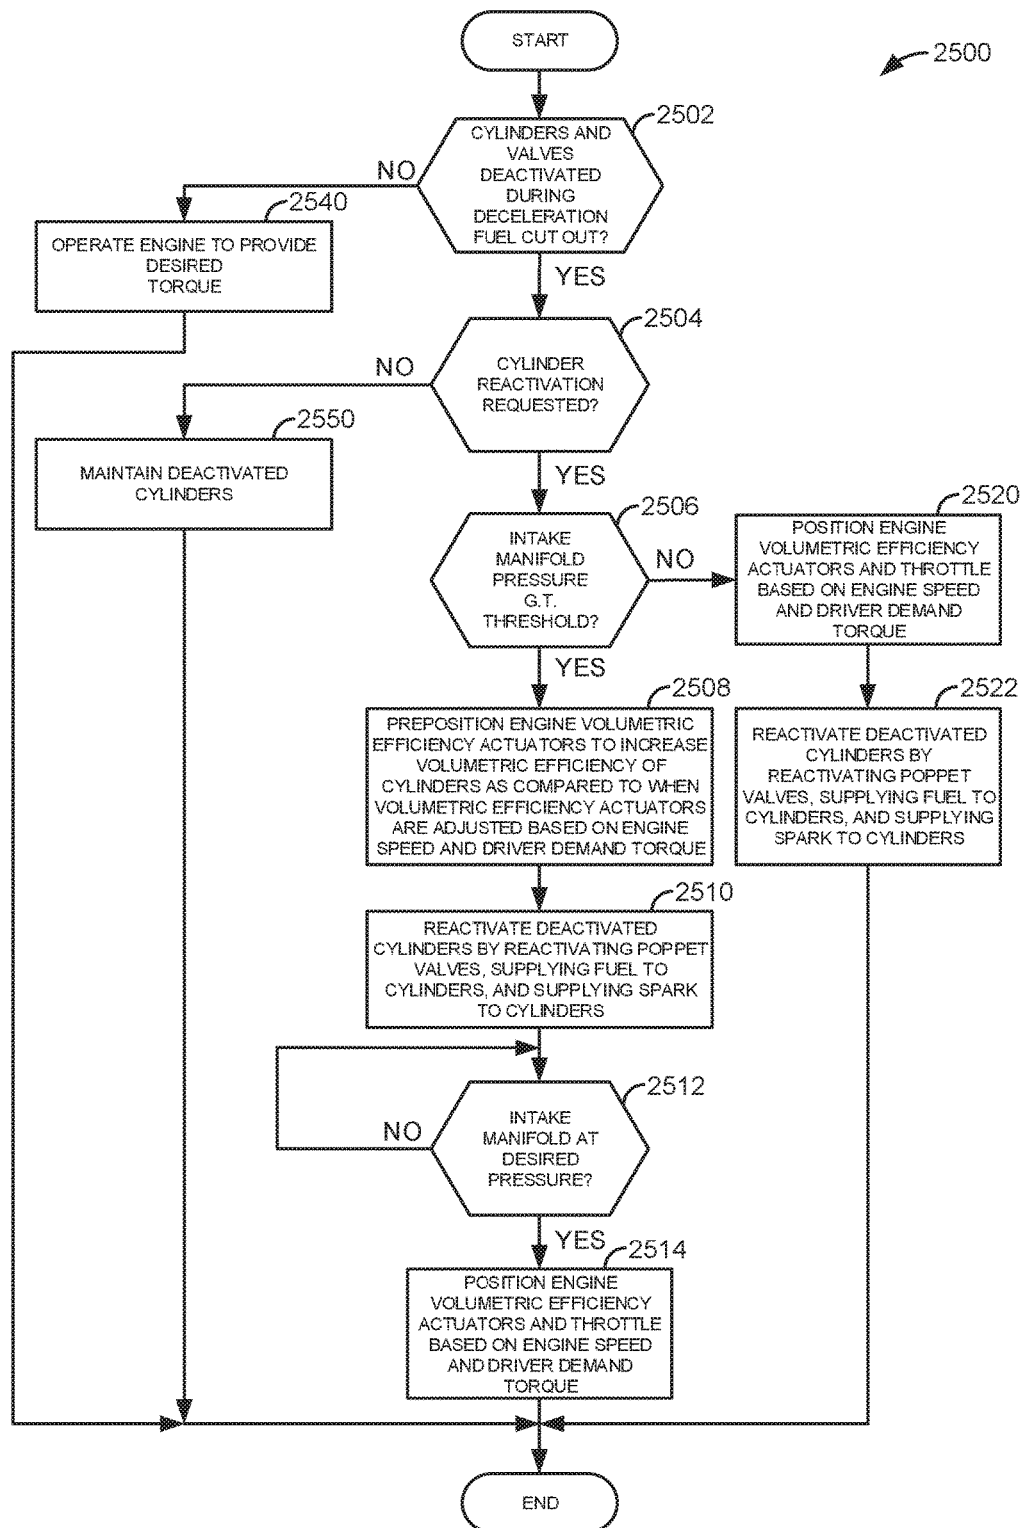 START
2500
2502
CYLINDERS AND
VALVES
DEACTIVATED
DURING
DECELERATION
FUEL CUT OUT?
NO
2540
OPERATE ENGINE TO PROVIDE
DESIRED
TORQUE
YES
2504
CYLINDER
REACTIVATION
REQUESTED?
NO
2550
MAINTAIN DEACTIVATED
CYLINDERS
YES
2506
INTAKE
MANIFOLD
PRESSURE
G.T.
THRESHOLD?
NO
2520
POSITION ENGINE
VOLUMETRIC EFFICIENCY
ACTUATORS AND THROTTLE
BASED ON ENGINE SPEED
AND DRIVER DEMAND
TORQUE
YES
2508
PREPOSITION ENGINE VOLUMETRIC
EFFICIENCY ACTUATORS TO INCREASE
VOLUMETRIC EFFICIENCY OF
CYLINDERS AS COMPARED TO WHEN
VOLUMETRIC EFFICIENCY ACTUATORS
ARE ADJUSTED BASED ON ENGINE
SPEED AND DRIVER DEMAND TORQUE
2522
REACTIVATE DEACTIVATED
CYLINDERS BY
REACTIVATING POPPET
VALVES, SUPPLYING FUEL TO
CYLINDERS, AND SUPPLYING
SPARK TO CYLINDERS
2510
REACTIVATE DEACTIVATED
CYLINDERS BY REACTIVATING POPPET
VALVES, SUPPLYING FUEL TO
CYLINDERS, AND SUPPLYING SPARK
TO CYLINDERS
2512
INTAKE
MANIFOLD AT
DESIRED
PRESSURE?
NO
YES
2514
POSITION ENGINE
VOLUMETRIC EFFICIENCY
ACTUATORS AND THROTTLE
BASED ON ENGINE SPEED
AND DRIVER DEMAND
TORQUE
END